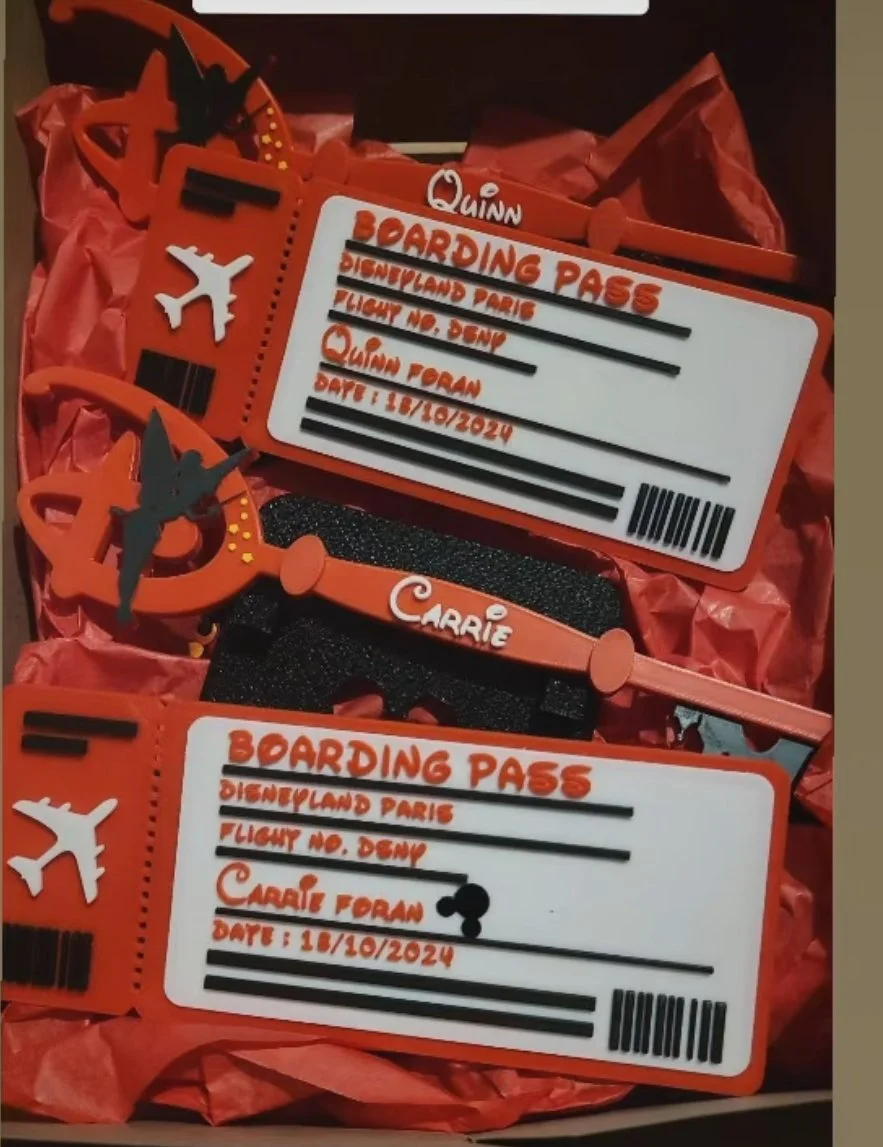 Quinn
BOARDING PASS
DISNEYLAND PARIS
FLIGHT NO. DENY
Quinn FORAN
DATE : 18/10/2024
CARRIE
BOARDING PASS
DISNEYLAND PARIS
FLIGHT NO. DENY
CARRIE FORAN
DATE : 18/10/2024